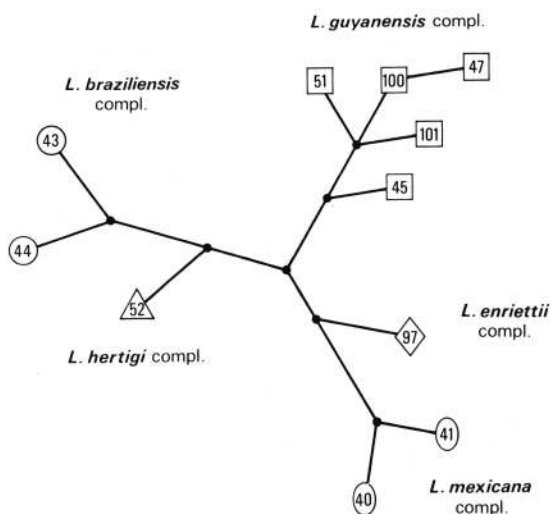 L. guyanensis compl.
51
100
47
L. braziliensis
compl.
43
101
45
44
52
L. enriettii
compl.
97
L. hertigi compl.
41
40
L. mexicana
compl.